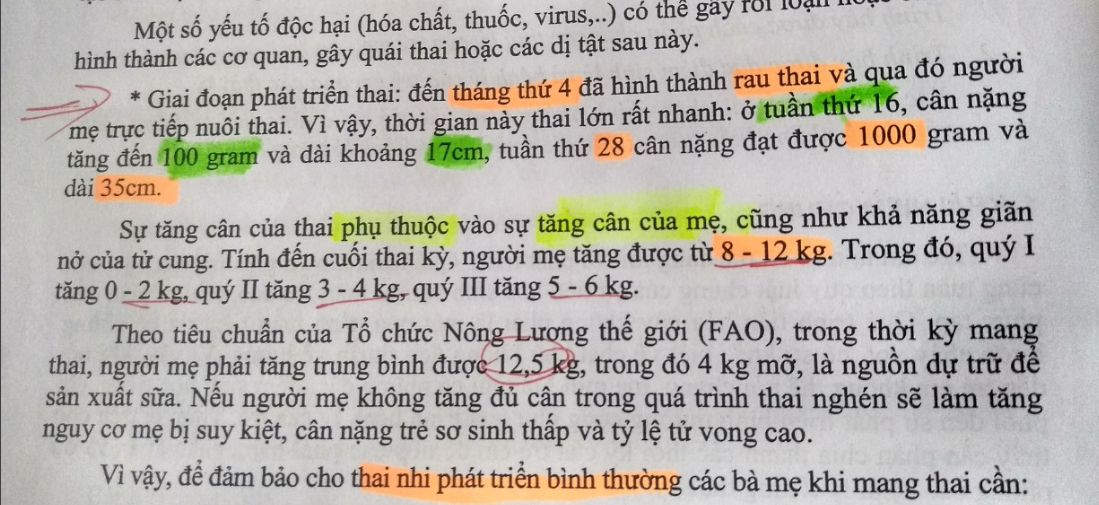 Một số yếu tố độc hại (hóa chất, thuốc, virus,..) có thể gây rối loạn
hình thành các cơ quan, gây quái thai hoặc các dị tật sau này.
* Giai đoạn phát triển thai: đến tháng thứ 4 đã hình thành rau thai và qua đó người
mẹ trực tiếp nuôi thai. Vì vậy, thời gian này thai lớn rất nhanh: ở tuần thứ 16, cân nặng
tăng đến 100 gram và dài khoảng 17cm, tuần thứ 28 cân nặng đạt được 1000 gram và
dài 35cm.
Sự tăng cân của thai phụ thuộc vào sự tăng cân của mẹ, cũng như khả năng giãn
nở của tử cung. Tính đến cuối thai kỳ, người mẹ tăng được từ 8 - 12 kg. Trong đó, quý I
tăng 0 - 2 kg, quý II tăng 3 - 4 kg, quý III tăng 5 - 6 kg.
Theo tiêu chuẩn của Tổ chức Nông Lương thế giới (FAO), trong thời kỳ mang
thai, người mẹ phải tăng trung bình được 12,5 kg, trong đó 4 kg mỡ, là nguồn dự trữ để
sản xuất sữa. Nếu người mẹ không tăng đủ cân trong quá trình thai nghén sẽ làm tăng
nguy cơ mẹ bị suy kiệt, cân nặng trẻ sơ sinh thấp và tỷ lệ tử vong cao.
Vì vậy, để đảm bảo cho thai nhi phát triển bình thường các bà mẹ khi mang thai cần: